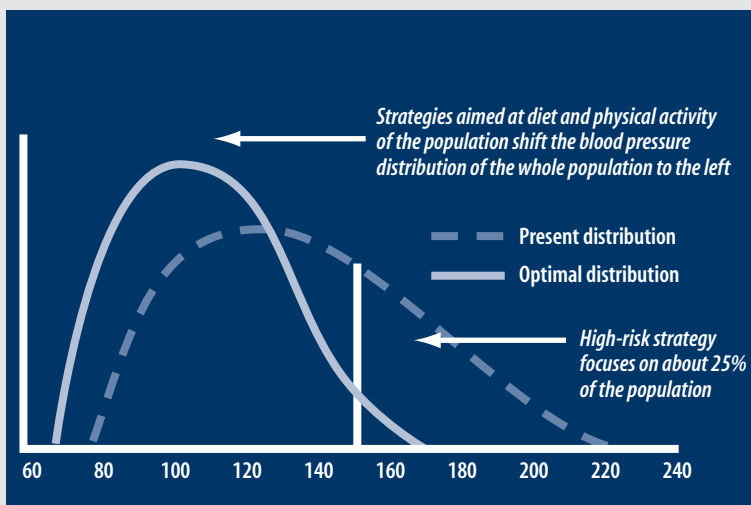 Strategies aimed at diet and physical activity
of the population shift the blood pressure
distribution of the whole population to the left
Present distribution
Optimal distribution
High-risk strategy
focuses on about 25%
of the population
60 80 100 120 140 160 180 200 220 240